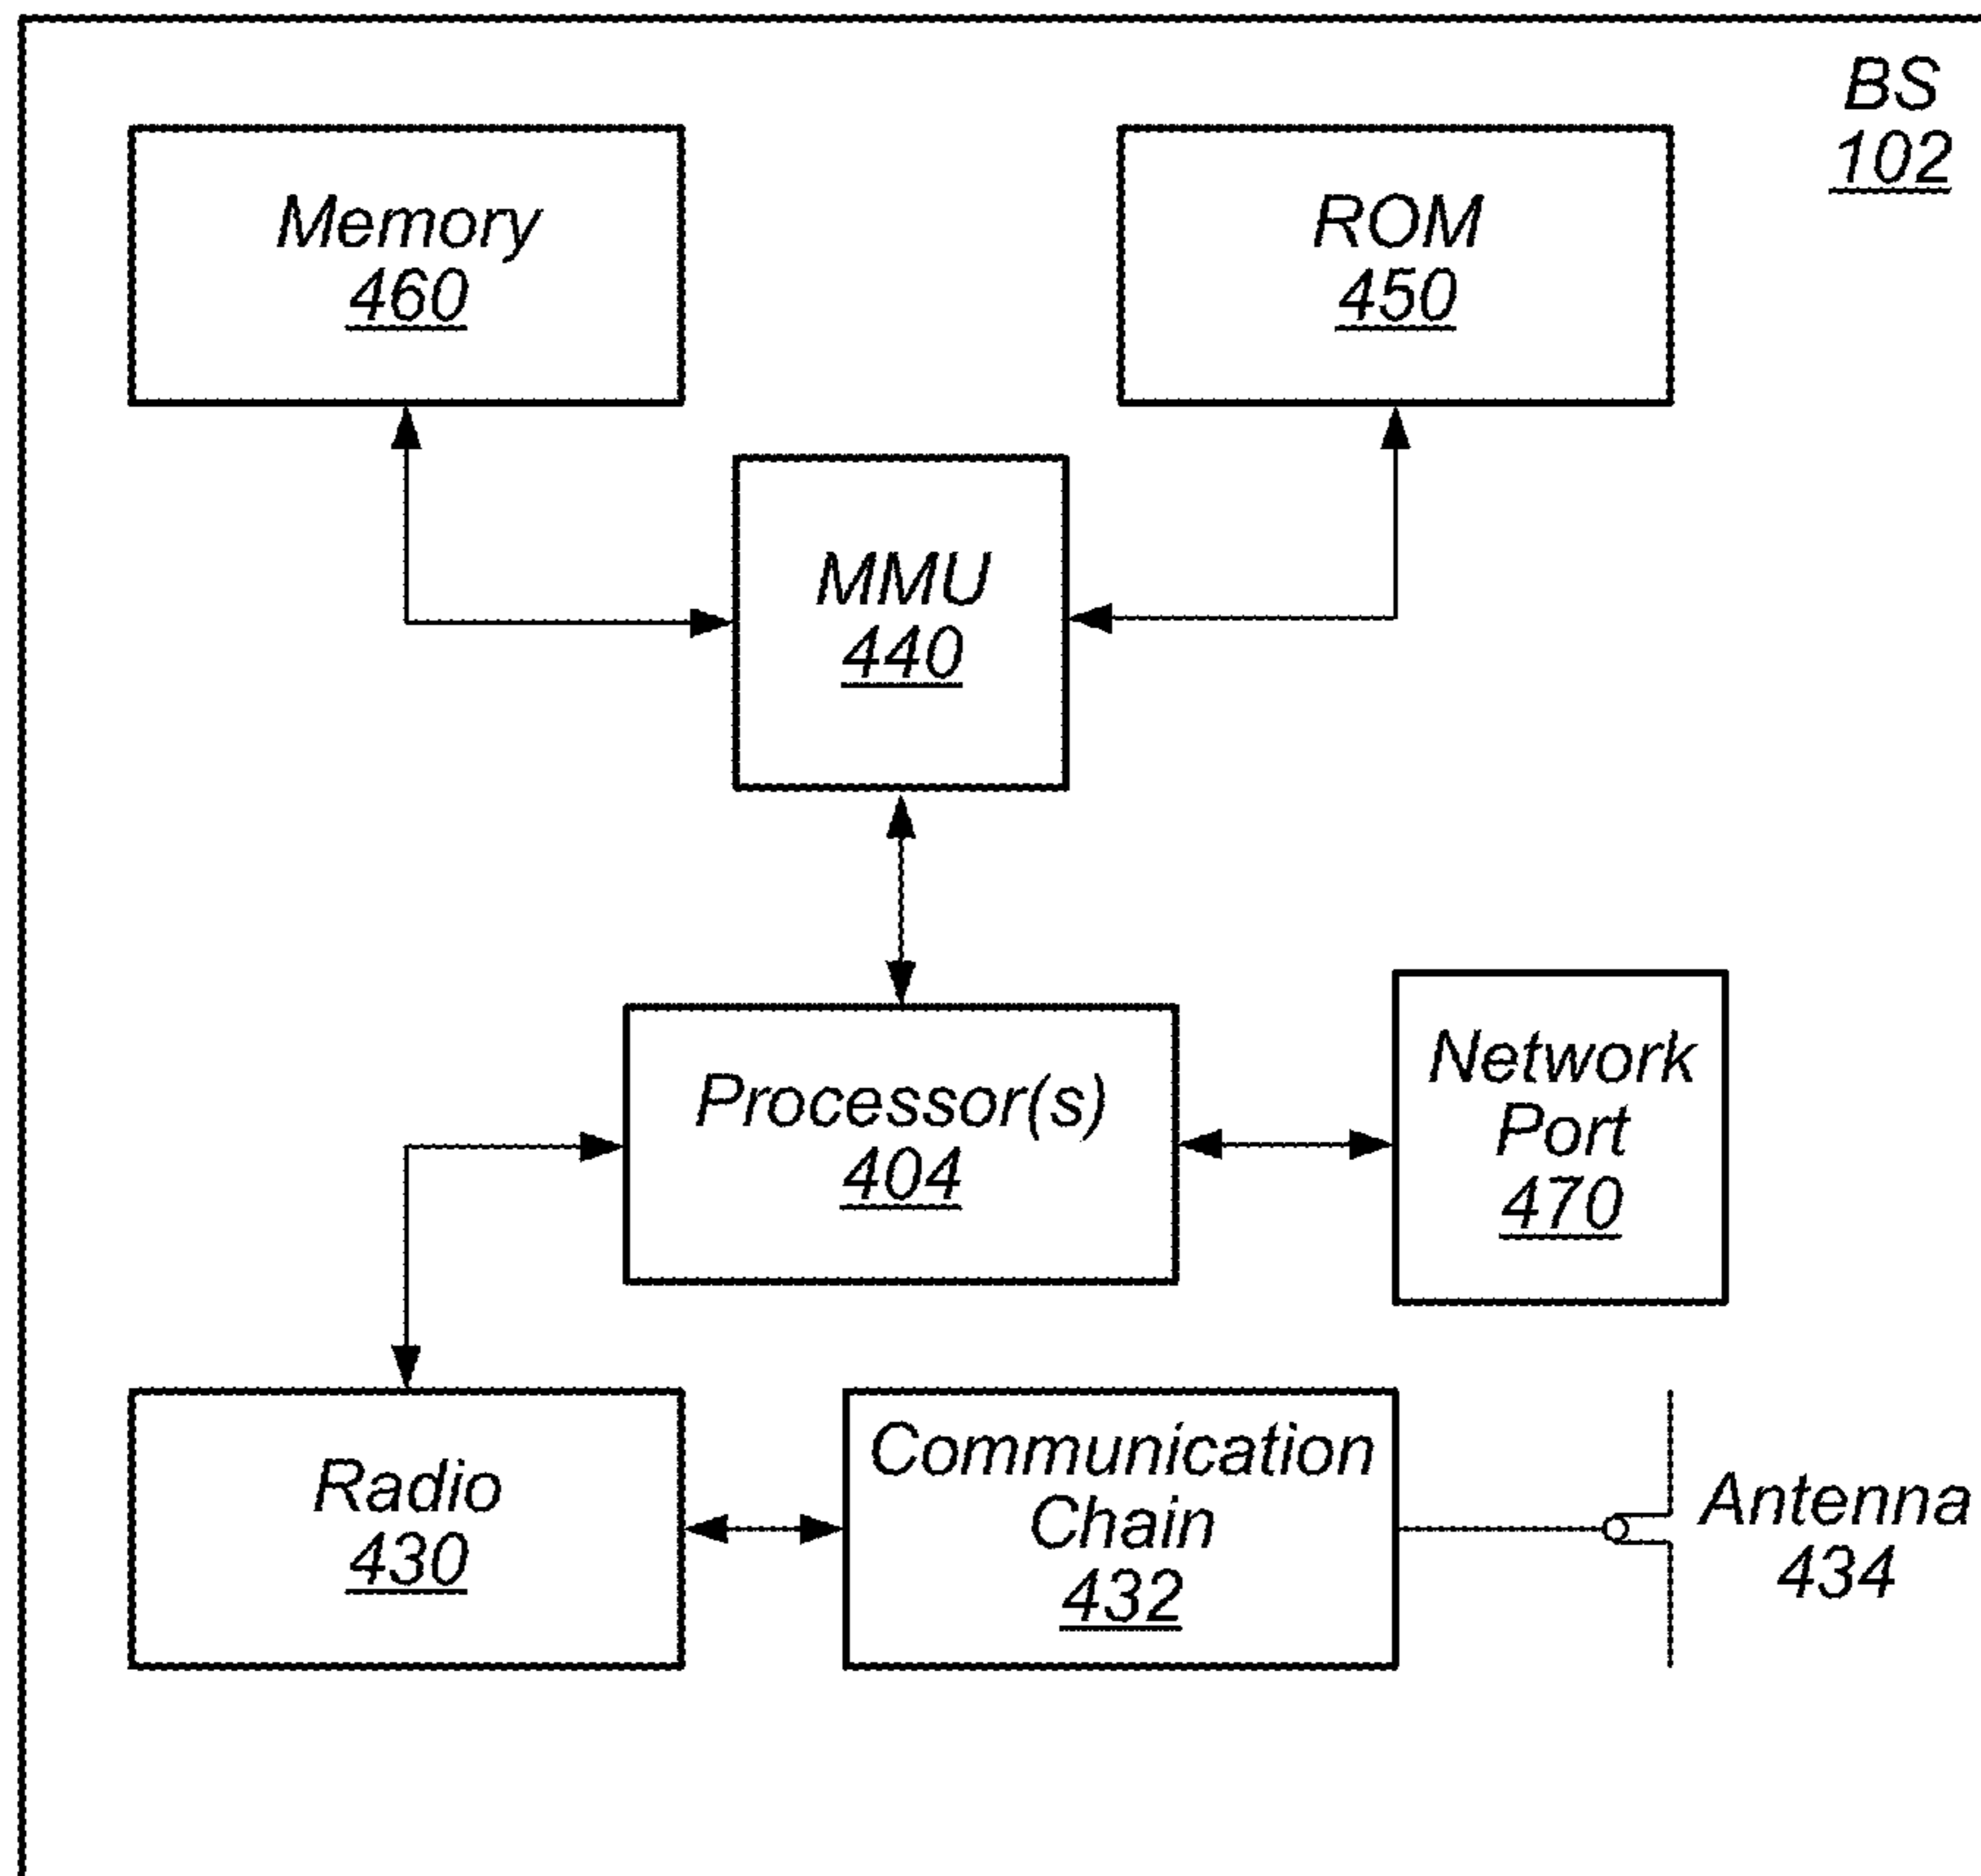 BS
102
Memory
460
ROM
450
MMU
440
Processor(s)
404
Network
Port
470
Radio
430
Communication
Chain
432
Antenna
434